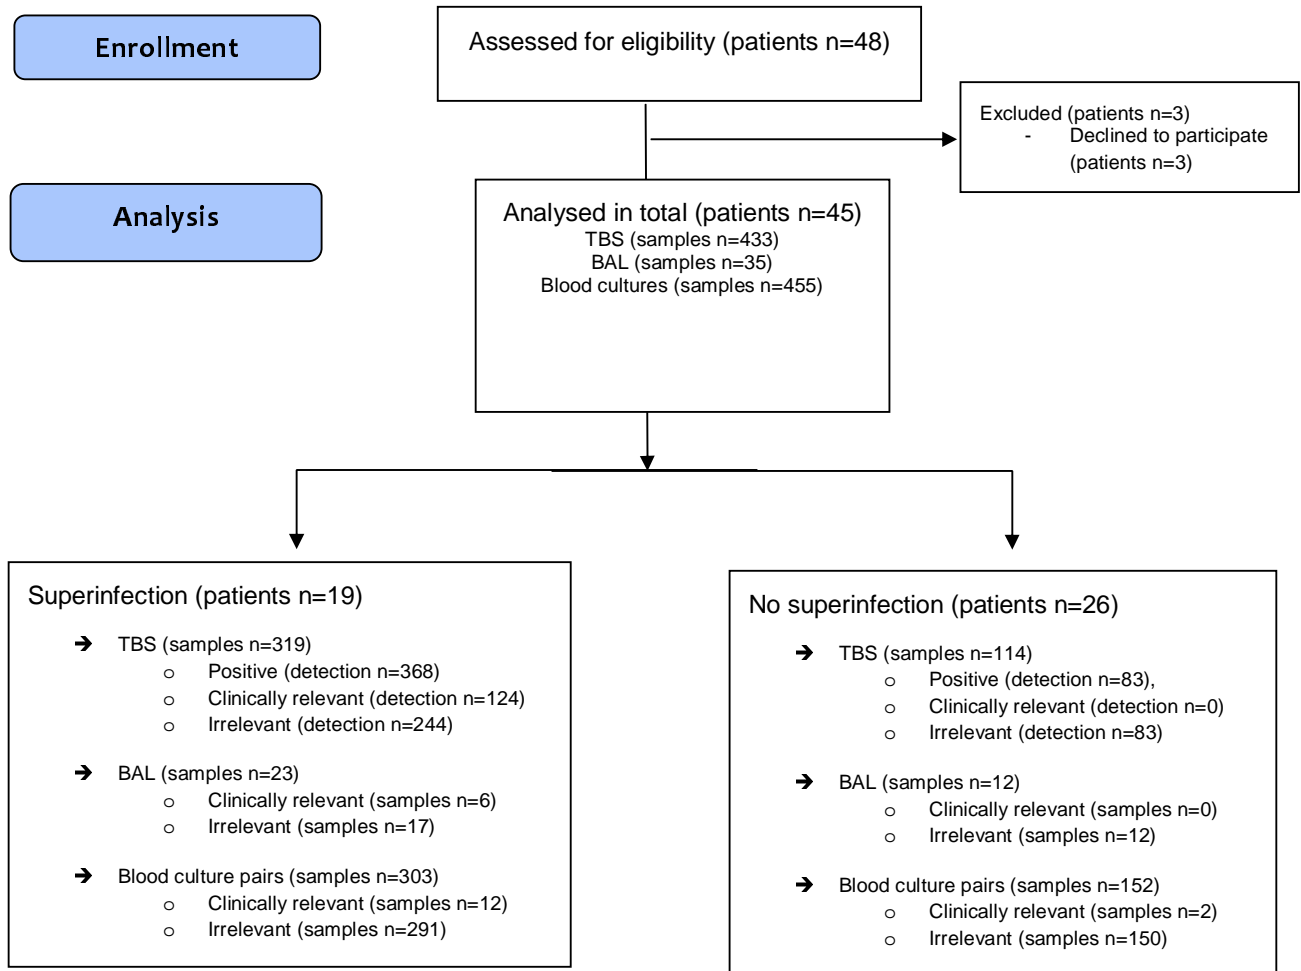 Enrollment
Assessed for eligibility (patients n=48)
Excluded (patients n=3)
- Declined to participate
(patients n=3)
Analysis
Analysed in total (patients n=45)
TBS (samples n=433)
BAL (samples n=35)
Blood cultures (samples n=455)
Superinfection (patients n=19)
➔ TBS (samples n=319)
o Positive (detection n=368)
o Clinically relevant (detection n=124)
o Irrelevant (detection n=244)
➔ BAL (samples n=23)
o Clinically relevant (samples n=6)
o Irrelevant (samples n=17)
➔ Blood culture pairs (samples n=303)
o Clinically relevant (samples n=12)
o Irrelevant (samples n=291)
No superinfection (patients n=26)
➔ TBS (samples n=114)
o Positive (detection n=83),
o Clinically relevant (detection n=0)
o Irrelevant (detection n=83)
➔ BAL (samples n=12)
o Clinically relevant (samples n=0)
o Irrelevant (samples n=12)
➔ Blood culture pairs (samples n=152)
o Clinically relevant (samples n=2)
o Irrelevant (samples n=150)